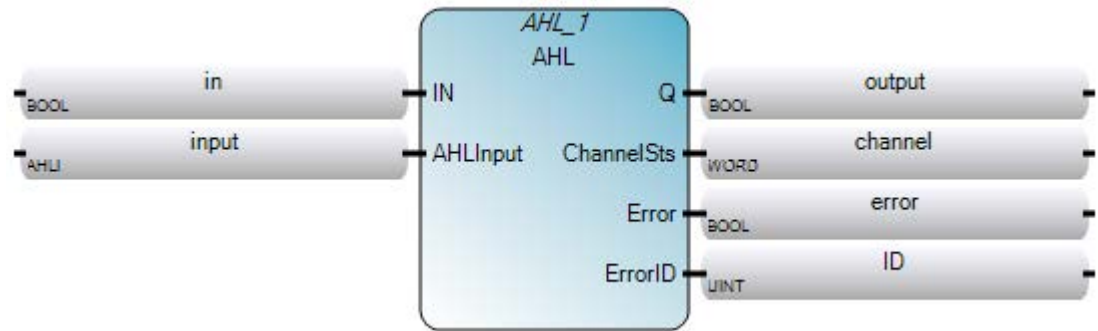 AHL_1
AHL
in
BOOL
IN
Q
output
BOOL
input
AHLI
AHLInput
ChannelSts
channel
WORD
Error
error
BOOL
ErrorID
ID
UINT